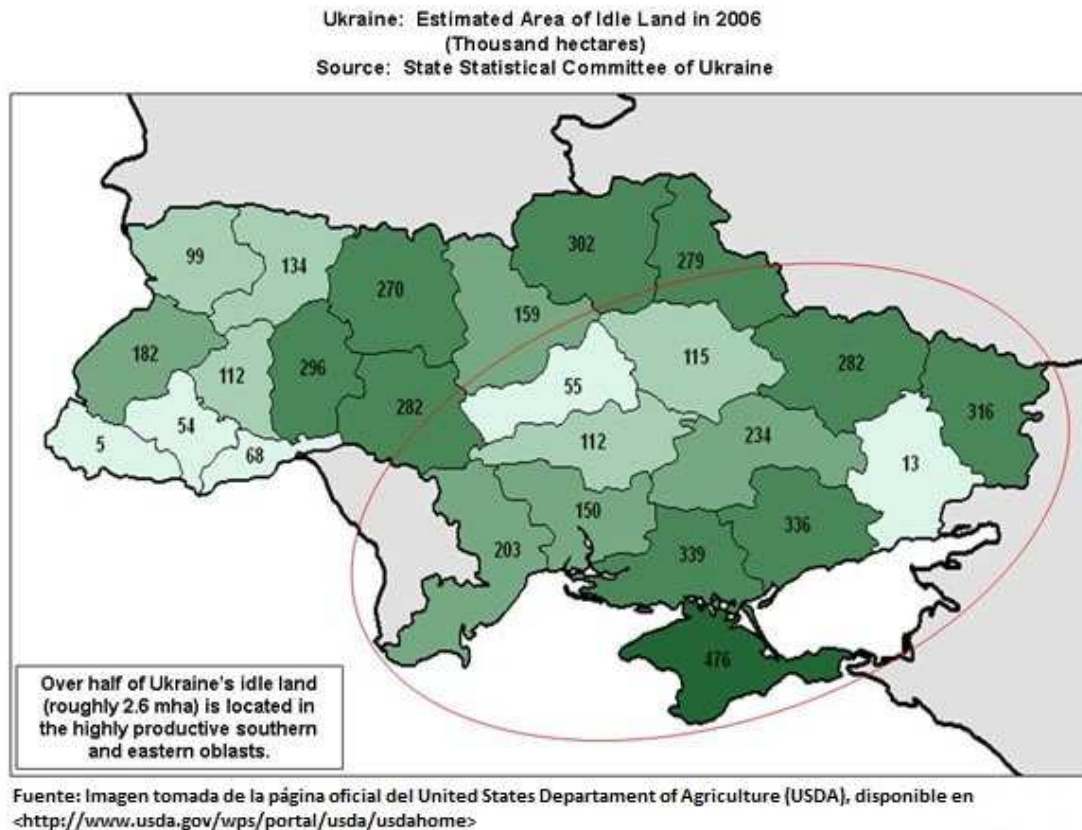 Ukraine: Estimated Area of Idle Land in 2006
(Thousand hectares)
Source: State Statistical Committee of Ukraine
302
279
99
134
270
159
182
112
296
282
55
115
282
316
5
54
68
112
234
13
203
150
339
336
476
Over half of Ukraine's idle land
(roughly 2.6 mha) is located in
the highly productive southern
and eastern oblasts.
Fuente: Imagen tomada de la página oficial del United States Departament of Agriculture (USDA), disponible en
<http://www.usda.gov/wps/portal/usda/usdahome>